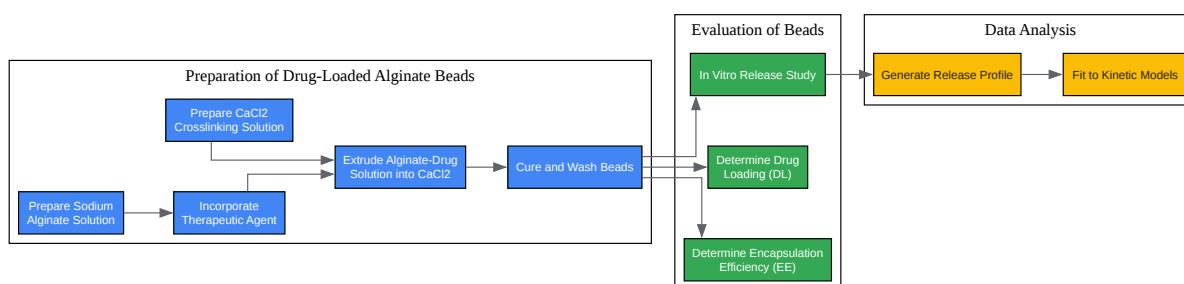 Preparation of Drug-Loaded Alginate Beads
Prepare CaCl2
Crosslinking Solution
Prepare Sodium
Alginate Solution
Incorporate
Therapeutic Agent
Extrude Alginate-Drug
Solution into CaCl2
Cure and Wash Beads
Evaluation of Beads
In Vitro Release Study
Determine Drug
Loading (DL)
Determine Encapsulation
Efficiency (EE)
Data Analysis
Generate Release Profile
Fit to Kinetic Models